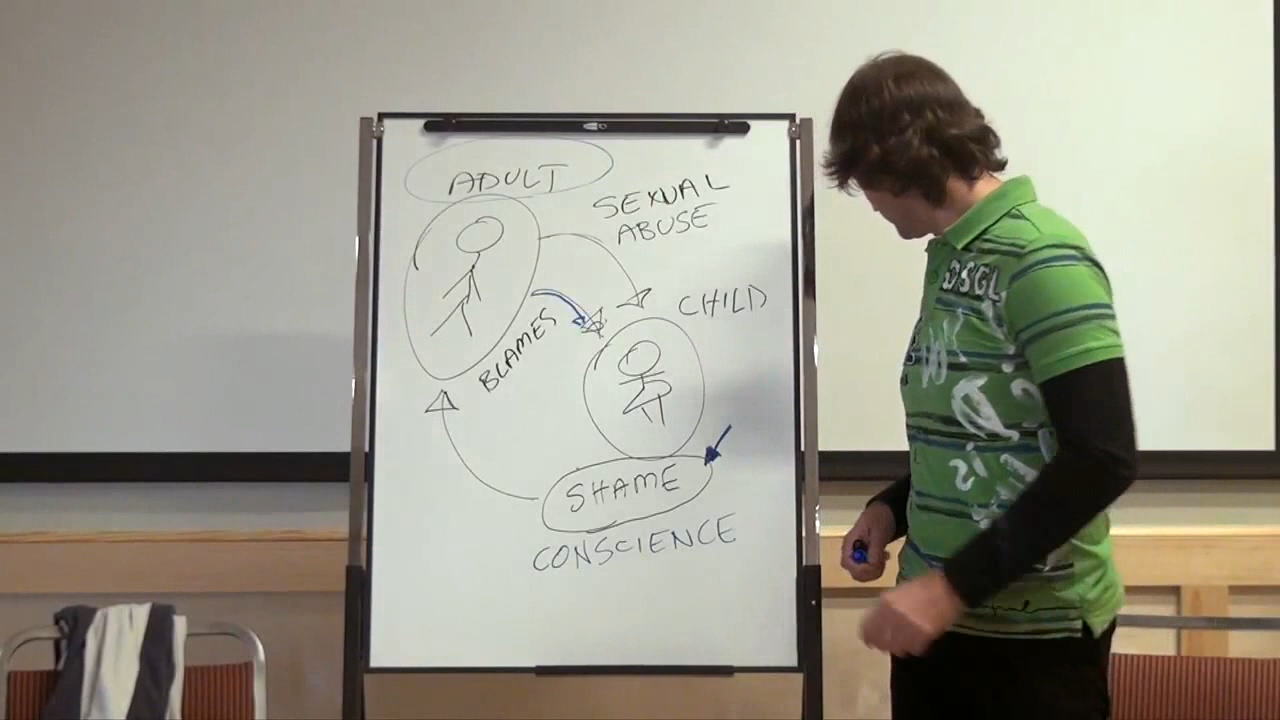 ADULT
SEXUAL
ABUSE
CHILD
BLAMES
SHAME
CONSCIENCE